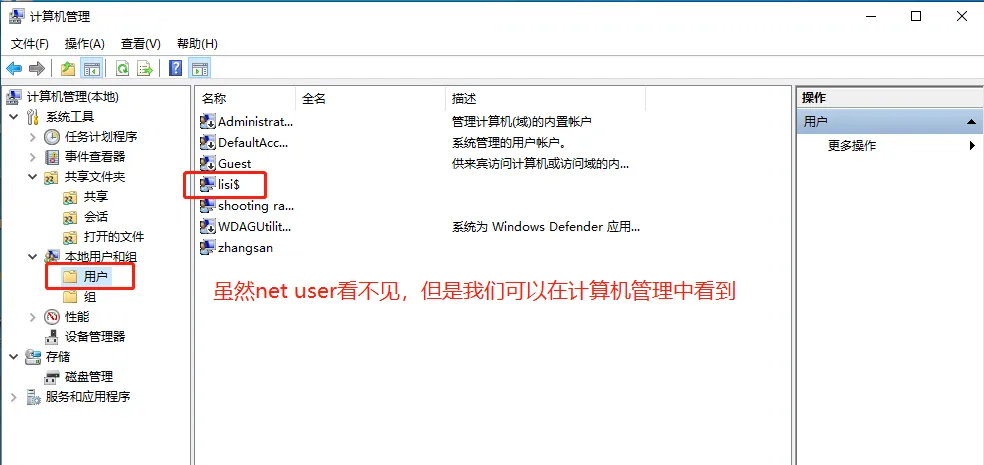 计算机管理
文件(F) 操作(A) 查看(V) 帮助(H)
计算机管理(本地)
系统工具
任务计划程序
事件查看器
共享文件夹
共享
会话
打开的文件
本地用户和组
用户
组
性能
设备管理器
存储
磁盘管理
服务和应用程序
名称 全名 描述
Administrat... 管理计算机(域)的内置帐户
DefaultAcc... 系统管理的用户帐户。
Guest 供来宾访问计算机或访问域的内...
lisi$
shooting ra...
WDAGUtilit... 系统为 Windows Defender 应用...
zhangsan
虽然net user看不见，但是我们可以在计算机管理中看到
操作
用户
更多操作